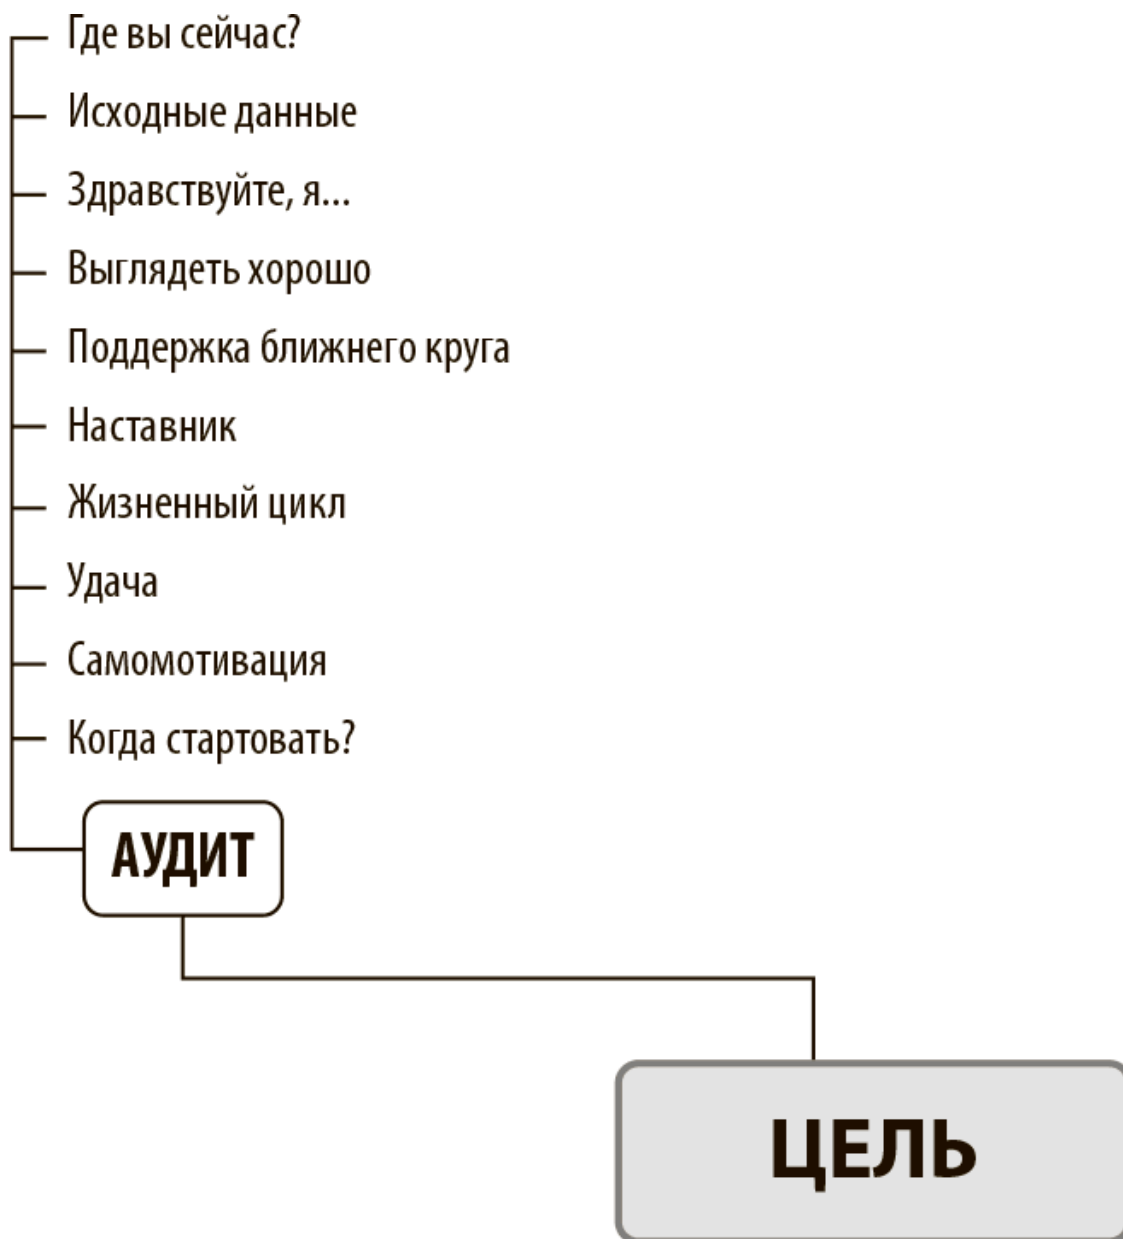 Где вы сейчас?
Исходные данные
Здравствуйте, я...
Выглядеть хорошо
Поддержка ближнего круга
Наставник
Жизненный цикл
Удача
Самомотивация
Когда стартовать?
АУДИТ
ЦЕЛЬ